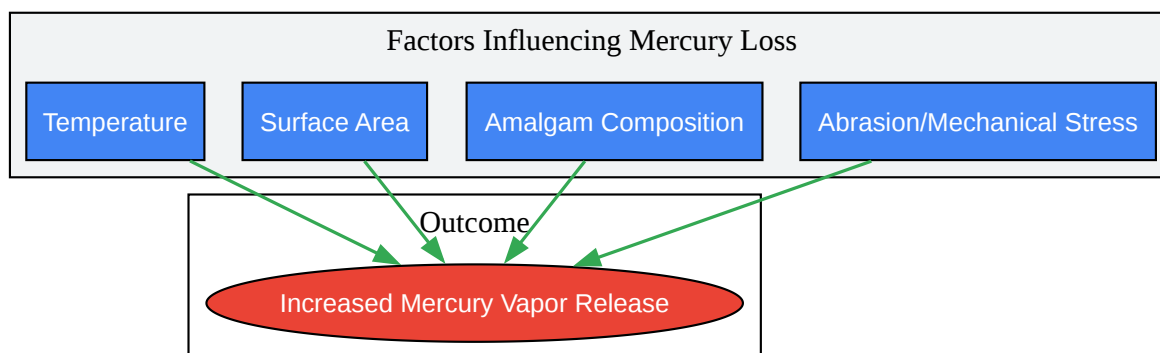 Factors Influencing Mercury Loss
Temperature
Surface Area
Amalgam Composition
Abrasion/Mechanical Stress
Outcome
Increased Mercury Vapor Release